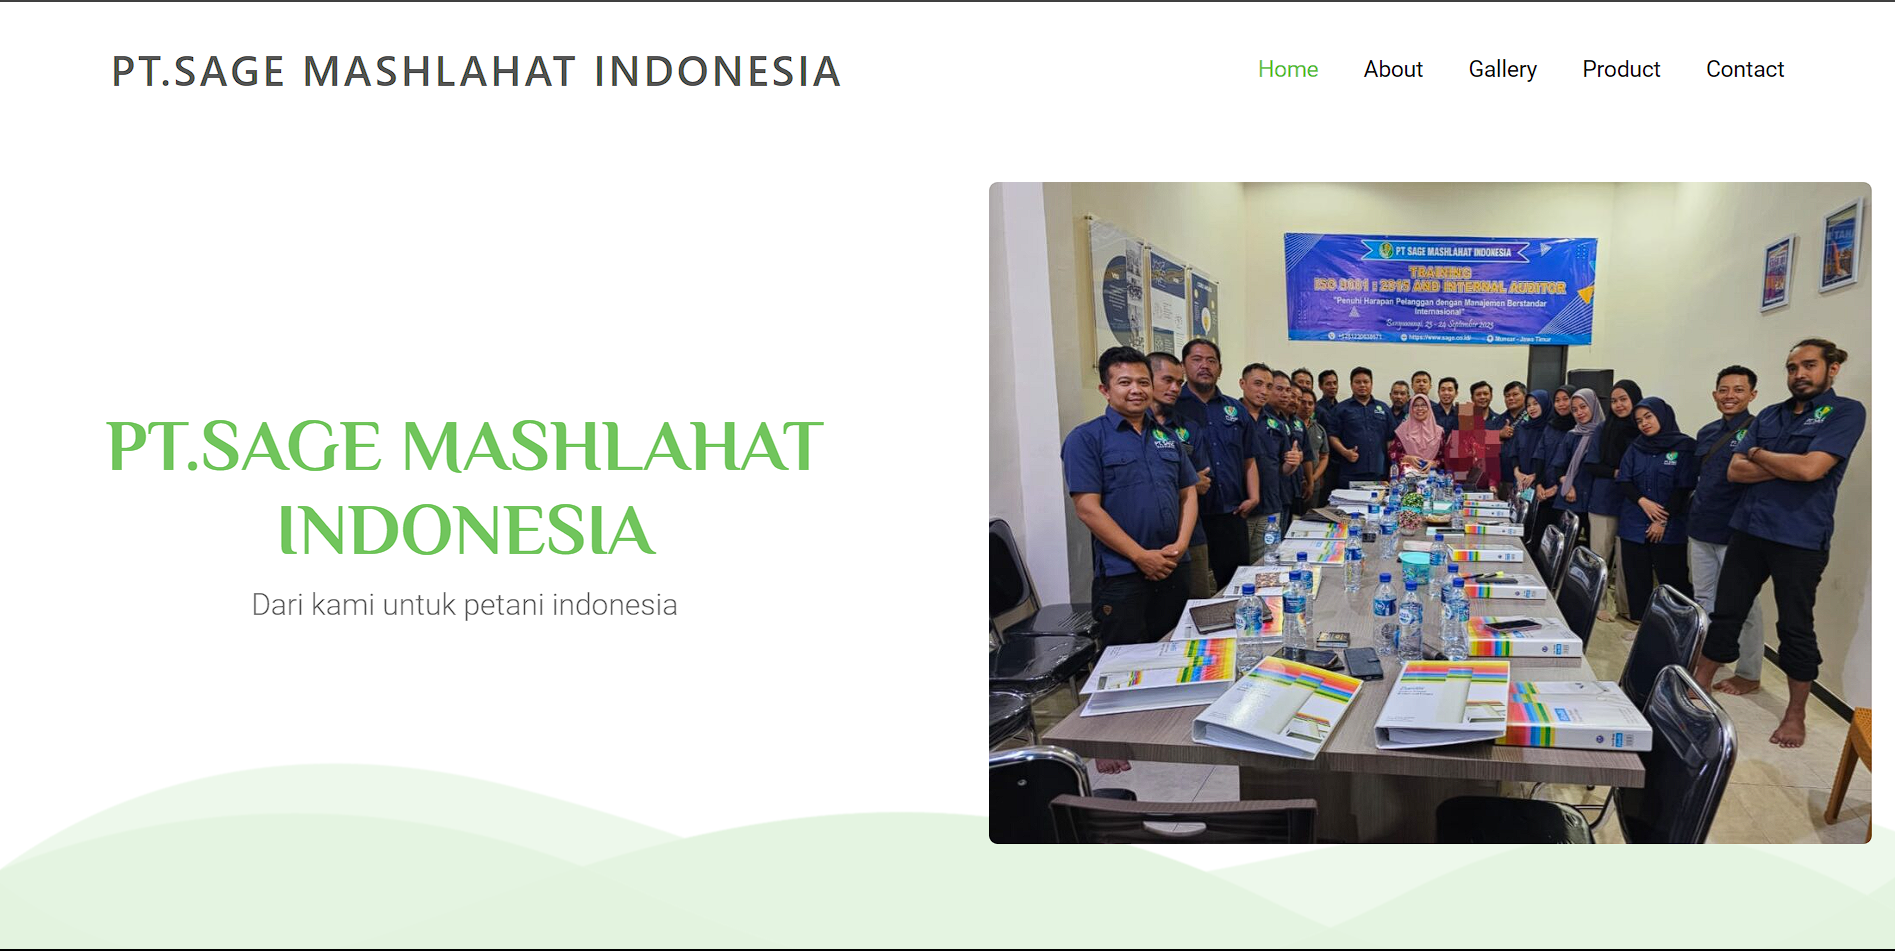 PT.SAGE MASHLAHAT INDONESIA
Home About Gallery Product Contact
PT.SAGE MASHLAHAT
INDONESIA
Dari kami untuk petani indonesia
PT SAGE MASHLAHAT INDONESIA
TRAINING
ISO 9001 : 2015 AND INTERNAL AUDITOR
"Penuhi Harapan Pelanggan dengan Manajemen Berstandar
Internasional"
Banyuwangi, 23 - 24 September 2023
https://www.sage.co.id/ Muncar - Jawa Timur